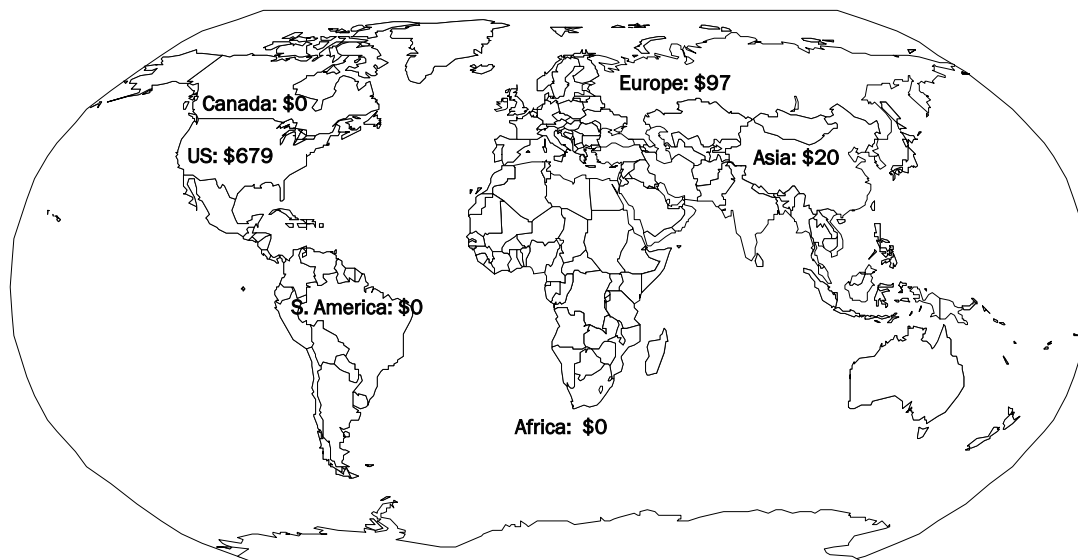 Europe: $97
Canada: $0
US: $679
Asia: $20
S. America: $0
Africa:  $0